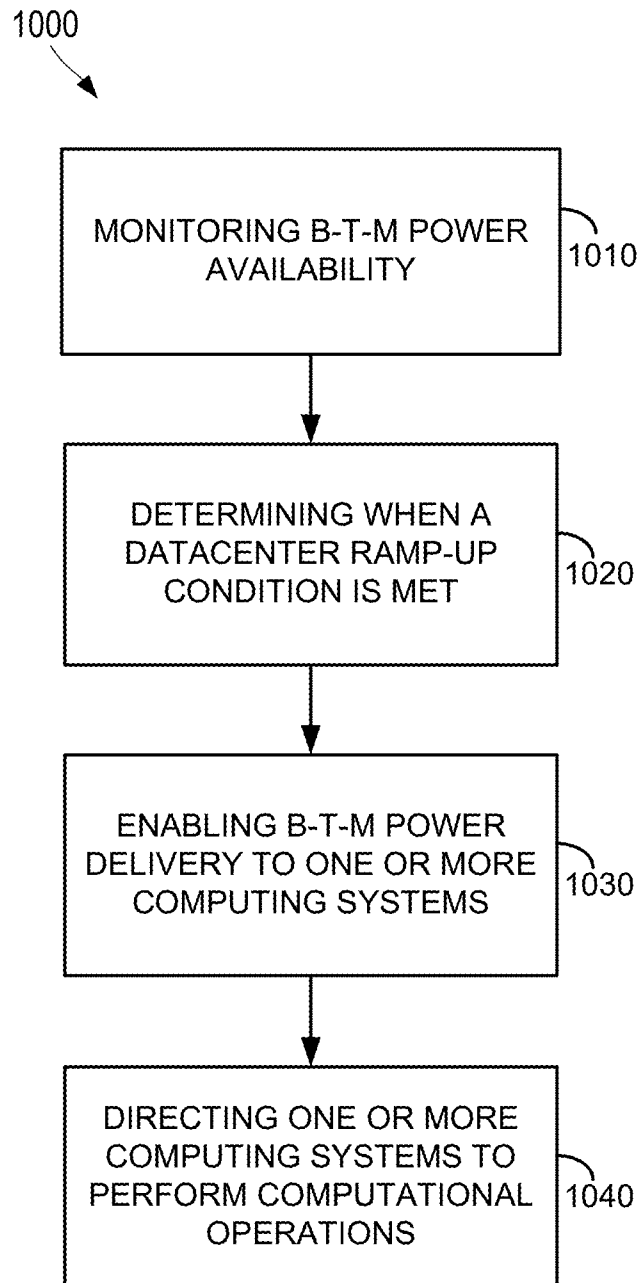 1000
MONITORING B-T-M POWER
AVAILABILITY
1010
DETERMINING WHEN A
DATACENTER RAMP-UP
CONDITION IS MET
1020
ENABLING B-T-M POWER
DELIVERY TO ONE OR MORE
COMPUTING SYSTEMS
1030
DIRECTING ONE OR MORE
COMPUTING SYSTEMS TO
PERFORM COMPUTATIONAL
OPERATIONS
1040